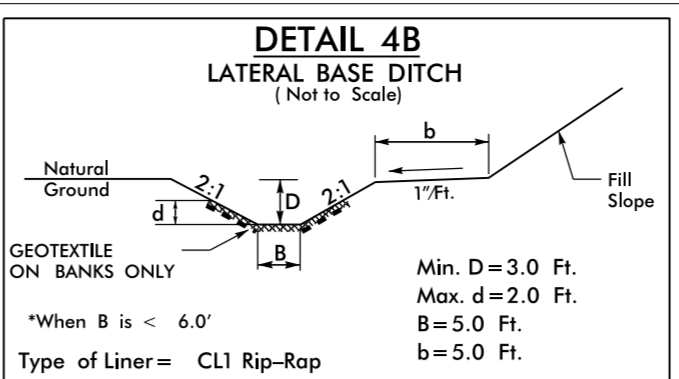 DETAIL 4B
LATERAL BASE DITCH
( Not to Scale)
b
Natural
Ground
2:1
D
2:1
1"/Ft.
Fill
Slope
d
GEOTEXTILE
ON BANKS ONLY
B
Min. D=3.0 Ft.
Max. d=2.0 Ft.
*When B is < 6.0'
B=5.0 Ft.
b=5.0 Ft.
Type of Liner= CL1 Rip-Rap